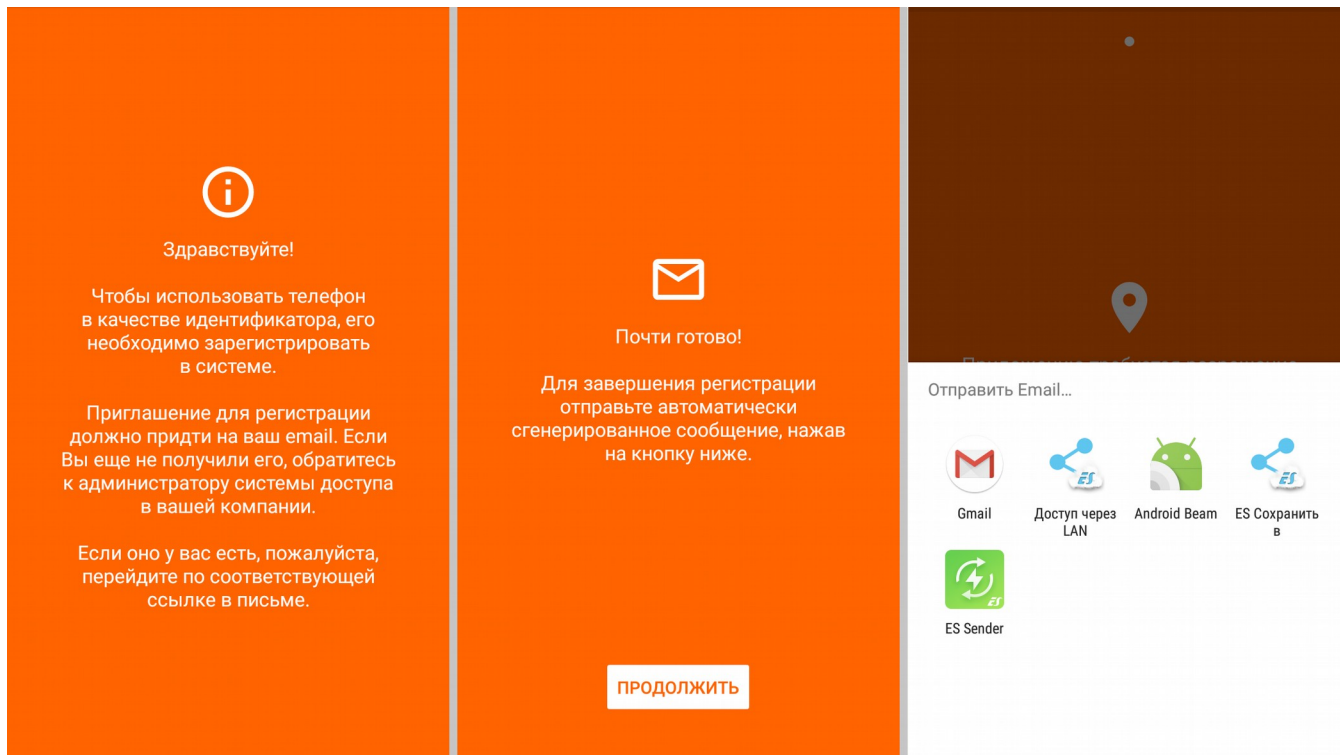 Здравствуйте!
Чтобы использовать телефон
в качестве идентификатора, его
необходимо зарегистрировать
в системе.
Приглашение для регистрации
должно придти на ваш email. Если
Вы еще не получили его, обратитесь
к администратору системы доступа
в вашей компании.
Если оно у вас есть, пожалуйста,
перейдите по соответствующей
ссылке в письме.
Почти готово!
Для завершения регистрации
отправьте автоматически
сгенерированное сообщение, нажав
на кнопку ниже.
ПРОДОЛЖИТЬ
Приложению требуется разрешение
Отправить Email...
Gmail
Доступ через
LAN
Android Beam
ES Сохранить
в
ES Sender